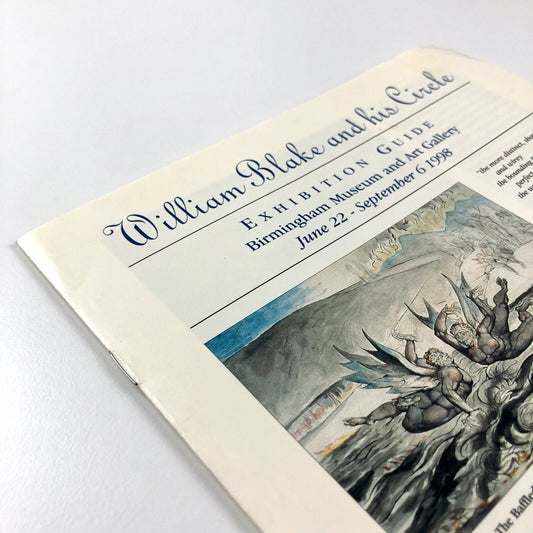 William Blake and his Circle
EXHIBITION GUIDE
Birmingham Museum and Art Gallery
June 22 - September 6 1998
"the more distinct,
and wirey
the bounding
perfect
the
The Baffled